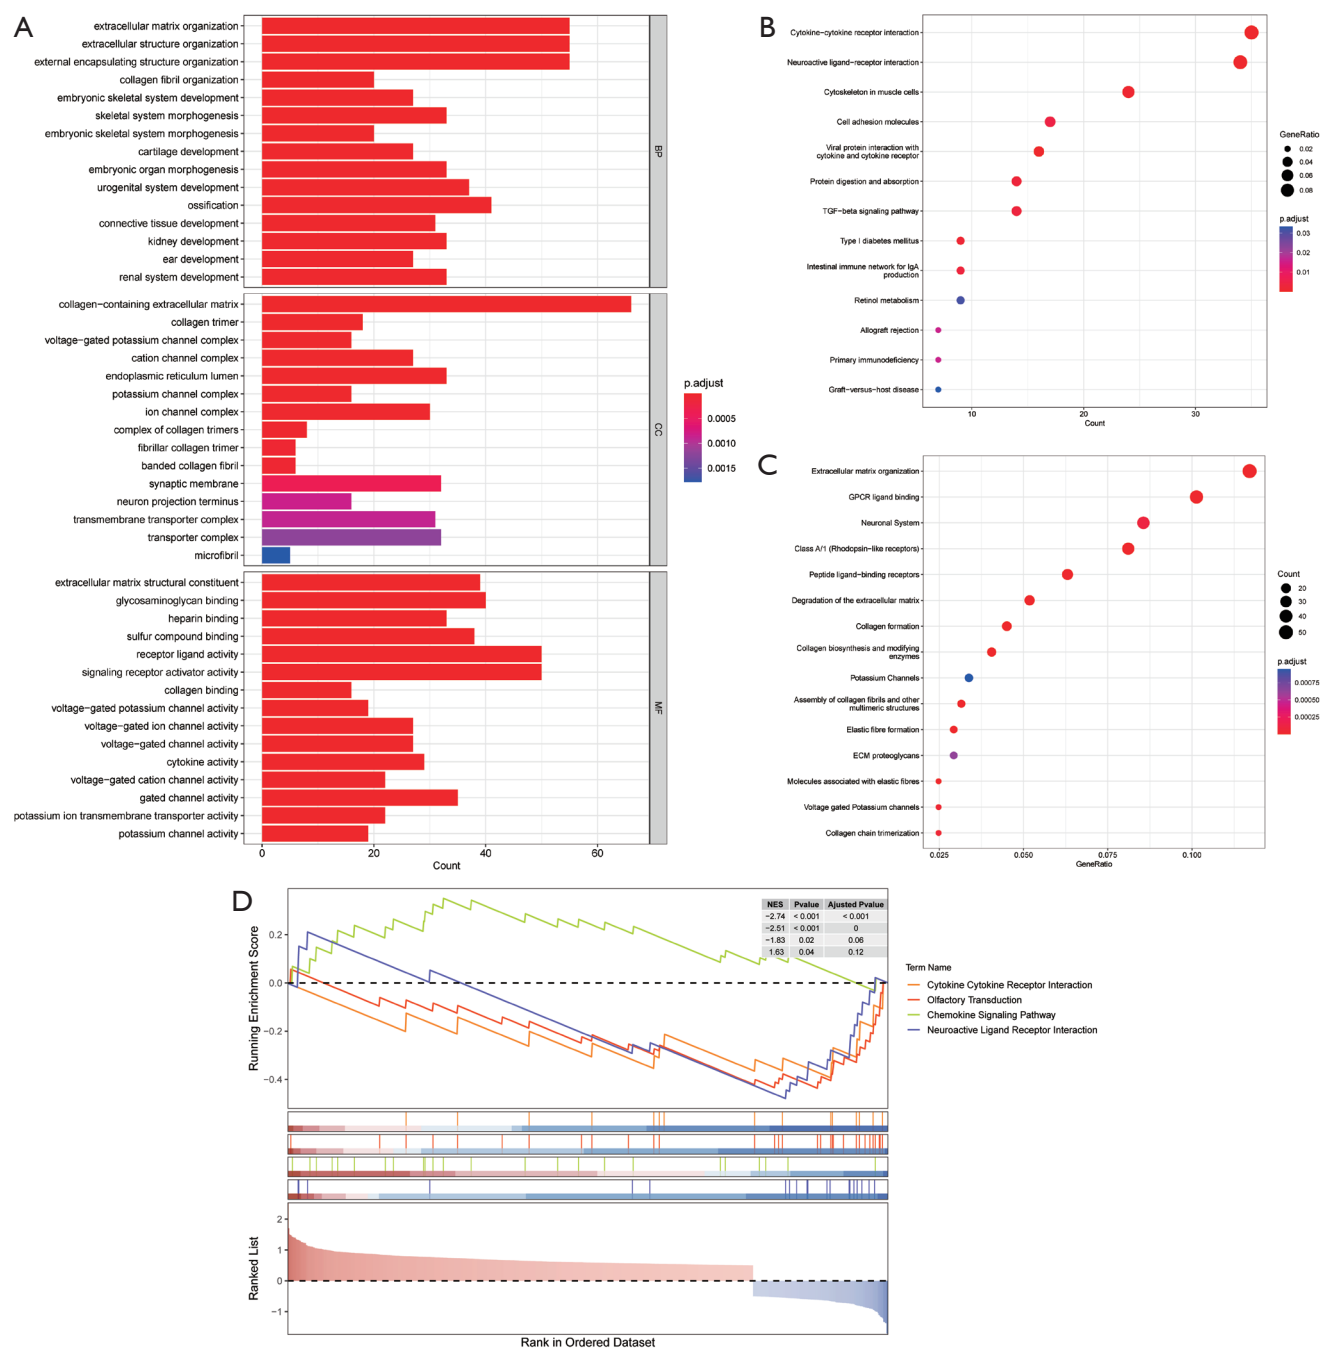 A
extracellular matrix organization
extracellular structure organization
external encapsulating structure organization
collagen fibril organization
embryonic skeletal system development
skeletal system morphogenesis
embryonic skeletal system morphogenesis
cartilage development
embryonic organ morphogenesis
urogenital system development
ossification
connective tissue development
kidney development
ear development
renal system development
BP
collagen−containing extracellular matrix
collagen trimer
voltage−gated potassium channel complex
cation channel complex
endoplasmic reticulum lumen
potassium channel complex
ion channel complex
complex of collagen trimers
fibrillar collagen trimer
banded collagen fibril
synaptic membrane
neuron projection terminus
transmembrane transporter complex
transporter complex
microfibril
CC
extracellular matrix structural constituent
glycosaminoglycan binding
heparin binding
sulfur compound binding
receptor ligand activity
signaling receptor activator activity
collagen binding
voltage−gated potassium channel activity
voltage−gated ion channel activity
voltage−gated channel activity
cytokine activity
voltage−gated cation channel activity
gated channel activity
potassium ion transmembrane transporter activity
potassium channel activity
MF
0 20 40 60
Count
p.adjust
0.0005
0.0010
0.0015
B
Cytokine−cytokine receptor interaction
Neuroactive ligand−receptor interaction
Cytoskeleton in muscle cells
Cell adhesion molecules
Viral protein interaction with
cytokine and cytokine receptor
Protein digestion and absorption
TGF−beta signaling pathway
Type I diabetes mellitus
Intestinal immune network for IgA
production
Retinol metabolism
Allograft rejection
Primary immunodeficiency
Graft−versus−host disease
10 20 30
Count
GeneRatio
0.02
0.04
0.06
0.08
p.adjust
0.03
0.02
0.01
C
Extracellular matrix organization
GPCR ligand binding
Neuronal System
Class A/1 (Rhodopsin−like receptors)
Peptide ligand−binding receptors
Degradation of the extracellular matrix
Collagen formation
Collagen biosynthesis and modifying
enzymes
Potassium Channels
Assembly of collagen fibrils and other
multimeric structures
Elastic fibre formation
ECM proteoglycans
Molecules associated with elastic fibres
Voltage gated Potassium channels
Collagen chain trimerization
0.025 0.050 0.075 0.100
GeneRatio
Count
20
30
40
50
p.adjust
0.00075
0.00050
0.00025
D
Running Enrichment Score
0.2
0.0
−0.2
−0.4
NES Pvalue Ajusted Pvalue
−2.74 < 0.001 < 0.001
−2.51 < 0.001 0
−1.83 0.02 0.06
1.63 0.04 0.12
Term Name
Cytokine Cytokine Receptor Interaction
Olfactory Transduction
Chemokine Signaling Pathway
Neuroactive Ligand Receptor Interaction
Ranked List
2
1
0
−1
Rank in Ordered Dataset